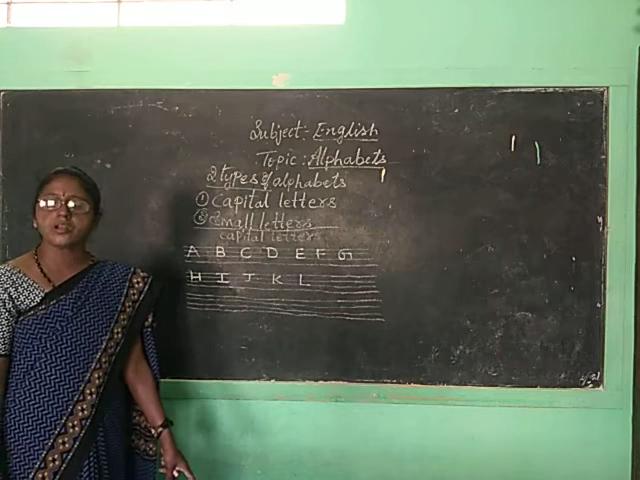 Subject:- English
Topic: Alphabets
2 types of alphabets
① Capital letters
② Small letters
capital letters
A B C D E F G
H I J K L